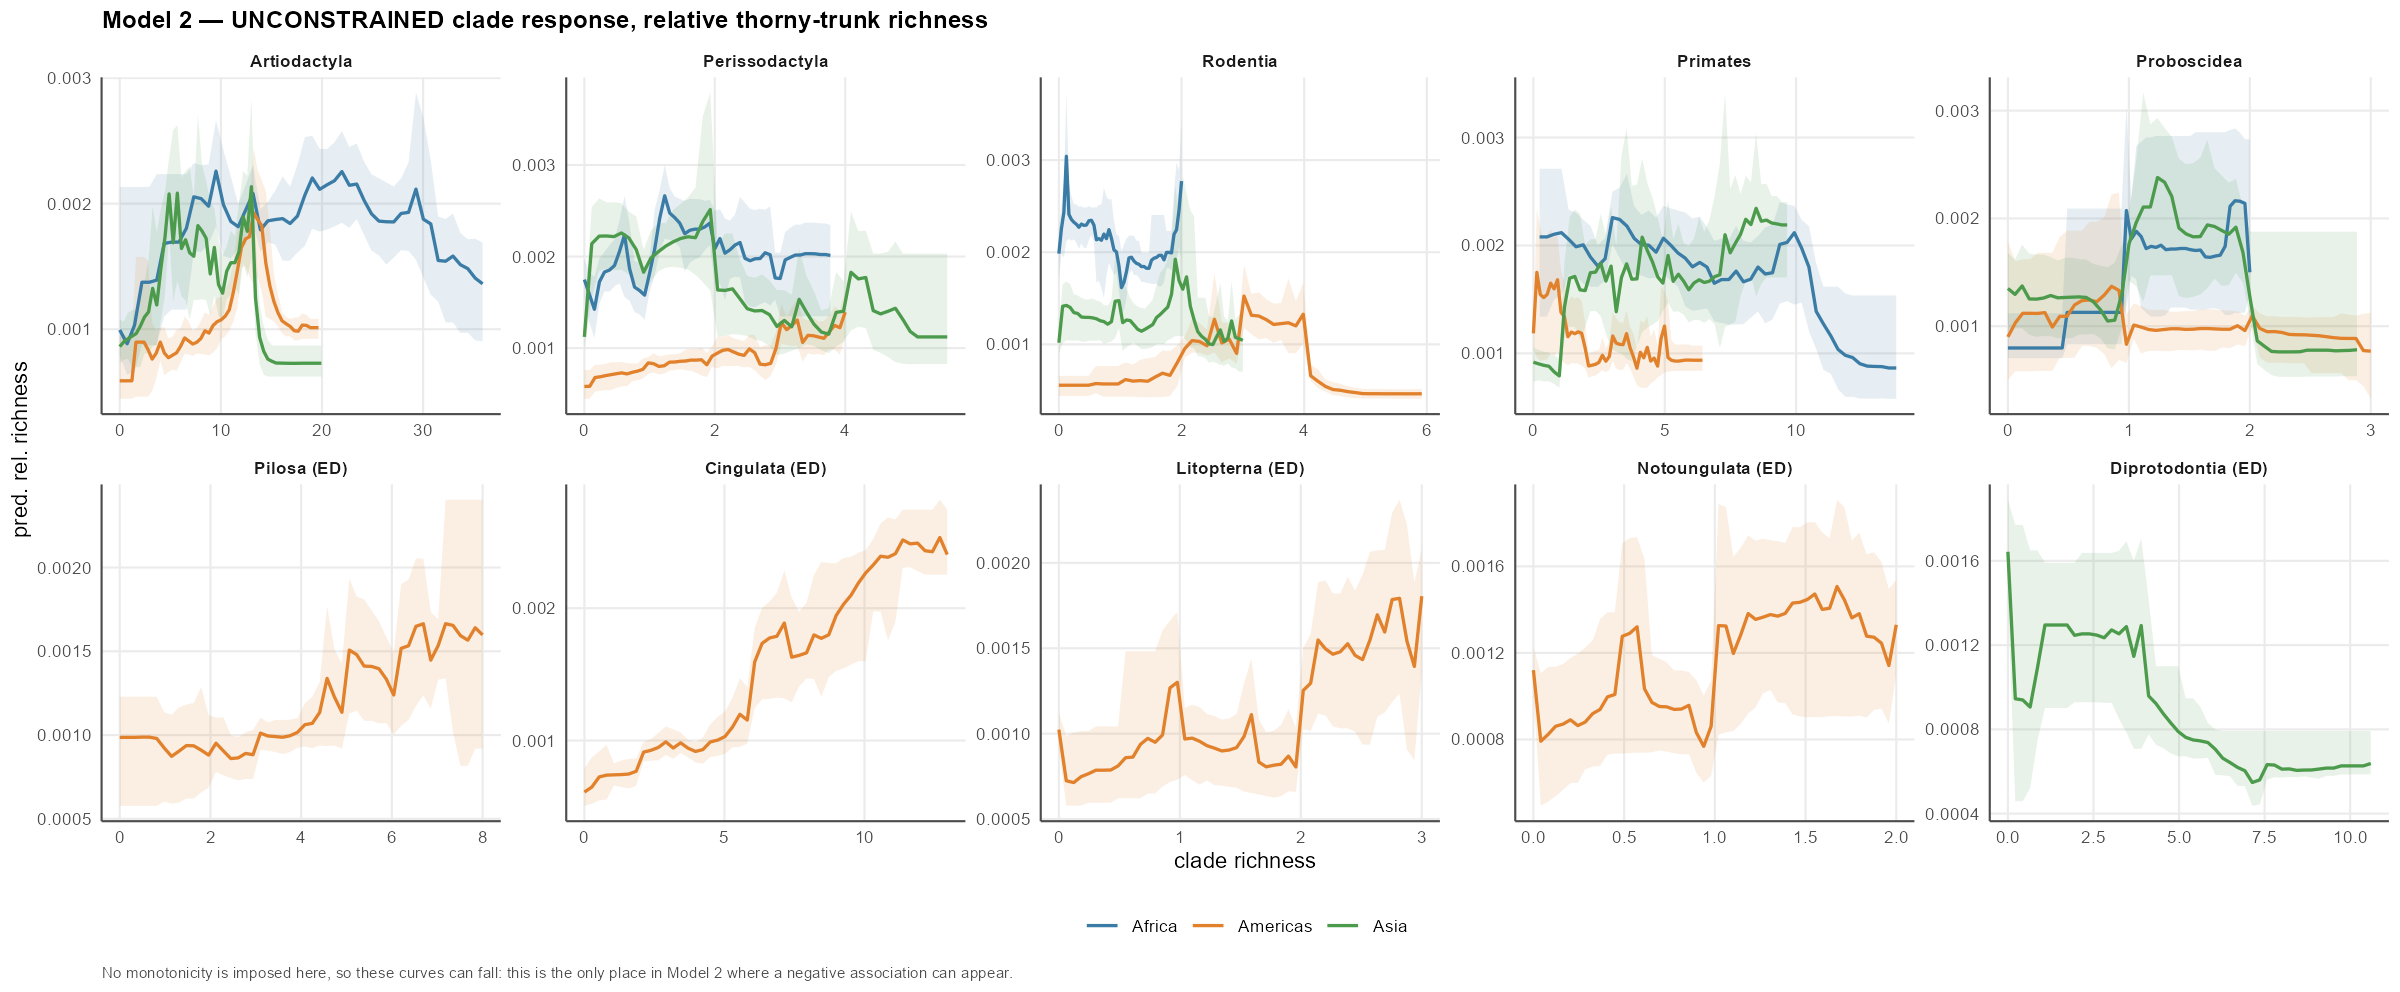 Model 2 — UNCONSTRAINED clade response, relative thorny-trunk richness
Artiodactyla
Perissodactyla
Rodentia
Primates
Proboscidea
0.003
0.002
0.001
0 10 20 30
0.003
0.002
0.001
0 2 4
0.003
0.002
0.001
0 2 4 6
0.003
0.002
0.001
0 5 10
0.003
0.002
0.001
0 1 2 3
pred. rel. richness
Pilosa (ED)
Cingulata (ED)
Litopterna (ED)
Notoungulata (ED)
Diprotodontia (ED)
0.0020
0.0015
0.0010
0.0005
0 2 4 6 8
0.002
0.001
0 5 10
0.0020
0.0015
0.0010
0.0005
0 1 2 3
0.0016
0.0012
0.0008
0.0 0.5 1.0 1.5 2.0
0.0016
0.0012
0.0008
0.0004
0.0 2.5 5.0 7.5 10.0
clade richness
Africa Americas Asia
No monotonicity is imposed here, so these curves can fall: this is the only place in Model 2 where a negative association can appear.